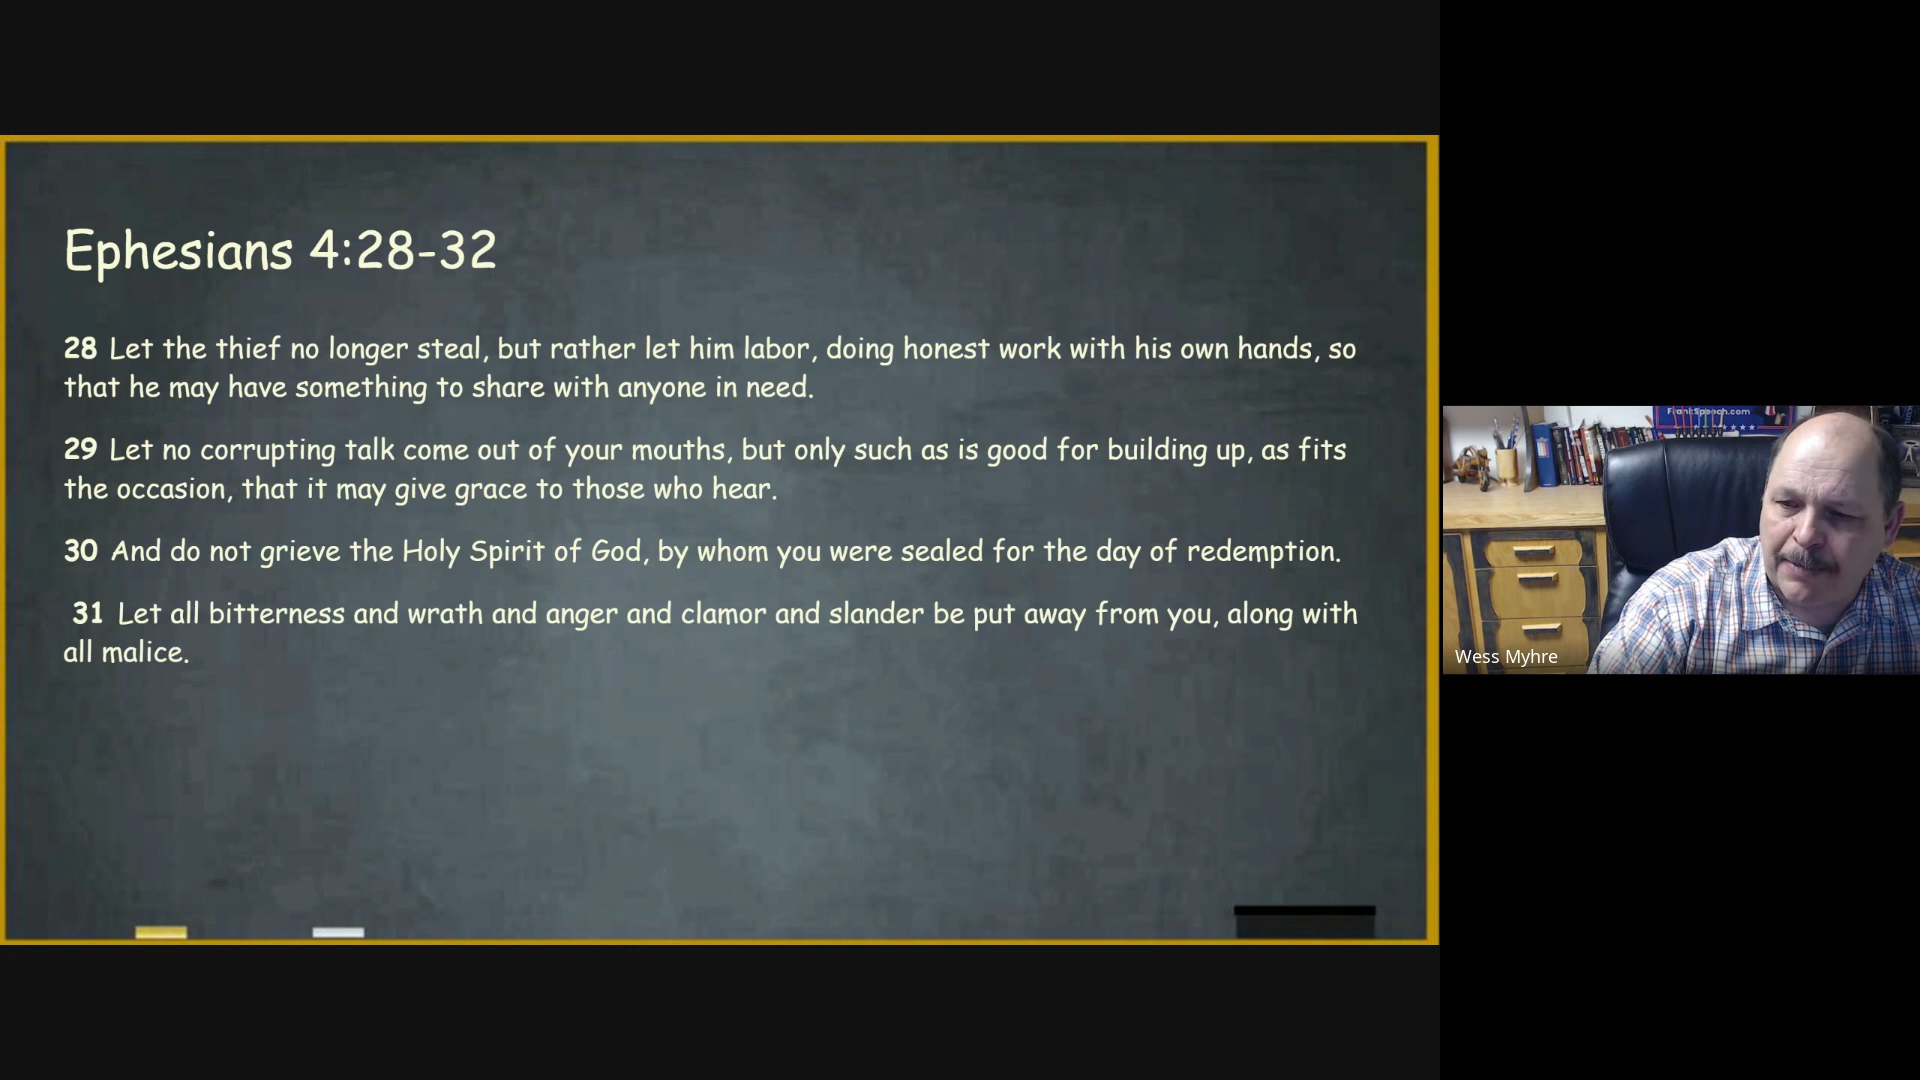 Ephesians 4:28-32
28 Let the thief no longer steal, but rather let him labor, doing honest work with his own hands, so
that he may have something to share with anyone in need.
29 Let no corrupting talk come out of your mouths, but only such as is good for building up, as fits
the occasion, that it may give grace to those who hear.
30 And do not grieve the Holy Spirit of God, by whom you were sealed for the day of redemption.
31 Let all bitterness and wrath and anger and clamor and slander be put away from you, along with
all malice.
FrankSpeech.com
Wess Myhre